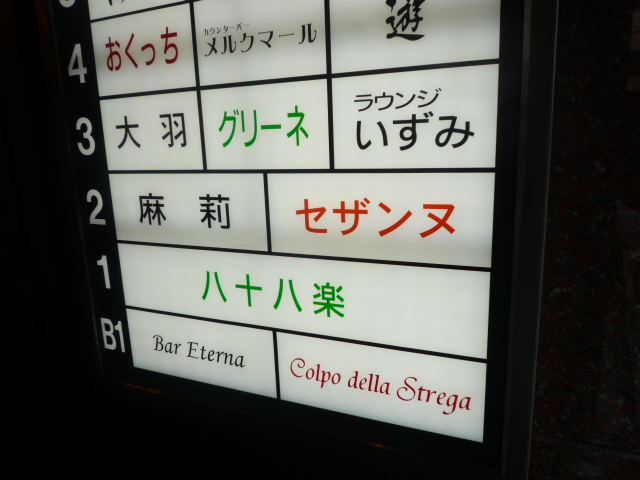 4
おくっち
カウンターバー
メルクマール
遊
3
大羽
グリーネ
ラウンジ
いずみ
2
麻莉
セザンヌ
1
八十八楽
B1
Bar Eterna
Colpo della Strega